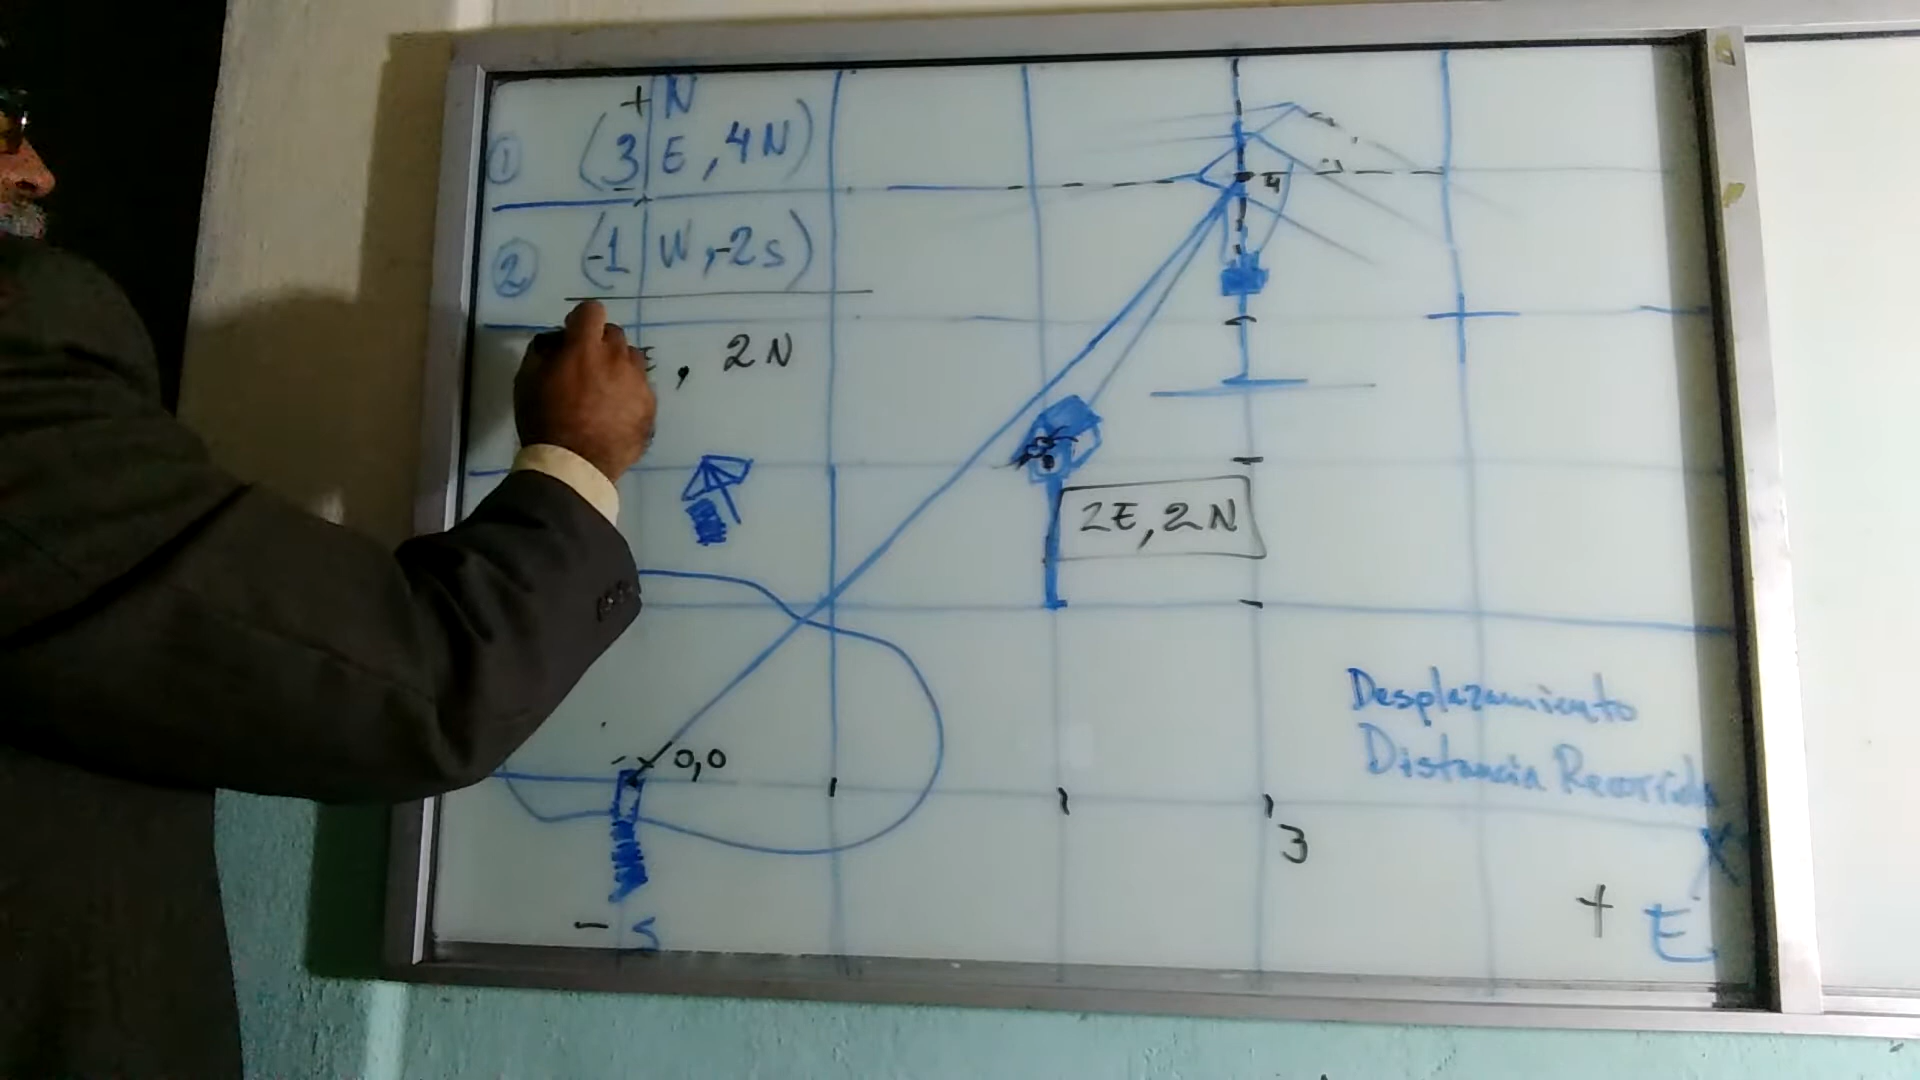 + N
① (3 E, 4N)
② (-1 W, -2s)
E, 2N
4
2E, 2N
0,0
3
Desplazamiento
Distancia Recorrida
X
+ E
- S